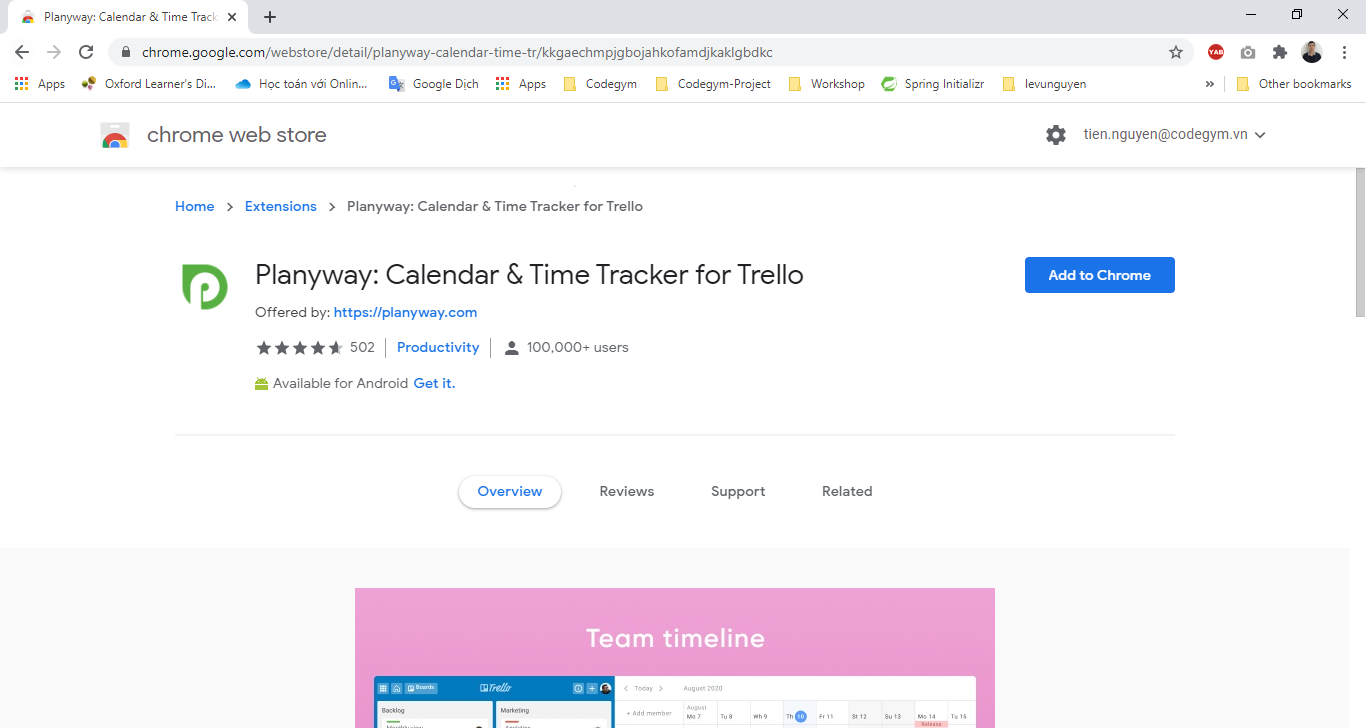 Planyway: Calendar & Time Track
chrome.google.com/webstore/detail/planyway-calendar-time-tr/kkgaechmpjgbojahkofamdjkaklgbdkc
YAB
Apps Oxford Learner's Di... Học toán với Onlin... Google Dịch Apps Codegym Codegym-Project Workshop Spring Initializr levunguyen » Other bookmarks
chrome web store
tien.nguyen@codegym.vn
Home > Extensions > Planyway: Calendar & Time Tracker for Trello
Planyway: Calendar & Time Tracker for Trello
Add to Chrome
Offered by: https://planyway.com
502 Productivity 100,000+ users
Available for Android Get it.
Overview Reviews Support Related
Team timeline
Boards Trello < Today > August 2020
Backlog Marketing + Add member August
Mo 7 Tu 8 Wh 9 Th 10 Fr 11 St 12 Su 13 Mo 14 Tu 15
Release